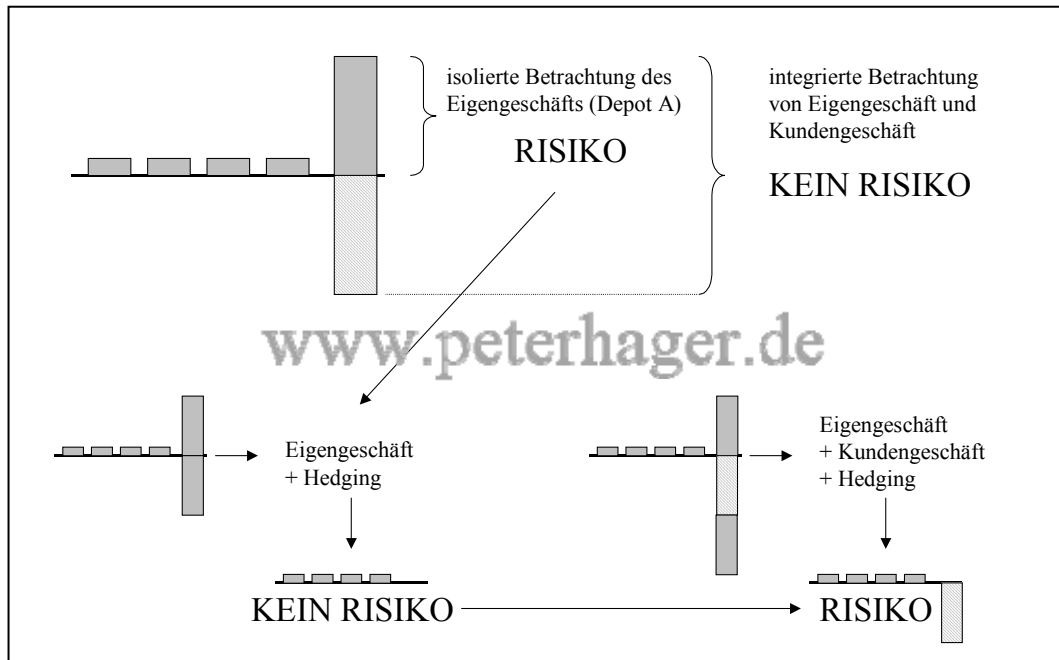 isolierte Betrachtung des
Eigengeschäfts (Depot A)
RISIKO
integrierte Betrachtung
von Eigengeschäft und
Kundengeschäft
KEIN RISIKO
www.peterhager.de
Eigengeschäft
+ Hedging
KEIN RISIKO
Eigengeschäft
+ Kundengeschäft
+ Hedging
RISIKO